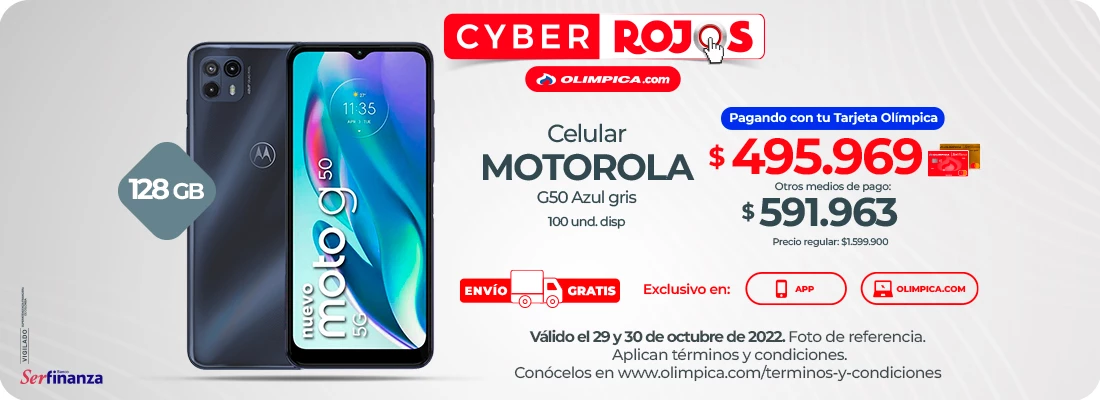 CYBER ROJOS
OLIMPICA.com
128 GB
11:35
nuevo
moto g 50
5G
Celular
MOTOROLA
G50 Azul gris
100 und. disp
Pagando con tu Tarjeta Olímpica
$ 495.969
Otros medios de pago:
$ 591.963
Precio regular: $1.599.900
ENVÍO GRATIS
Exclusivo en:
APP
OLIMPICA.COM
Válido el 29 y 30 de octubre de 2022. Foto de referencia.
Aplican términos y condiciones.
Conócelos en www.olimpica.com/terminos-y-condiciones
VIGILADO
Banco
Serfinanza